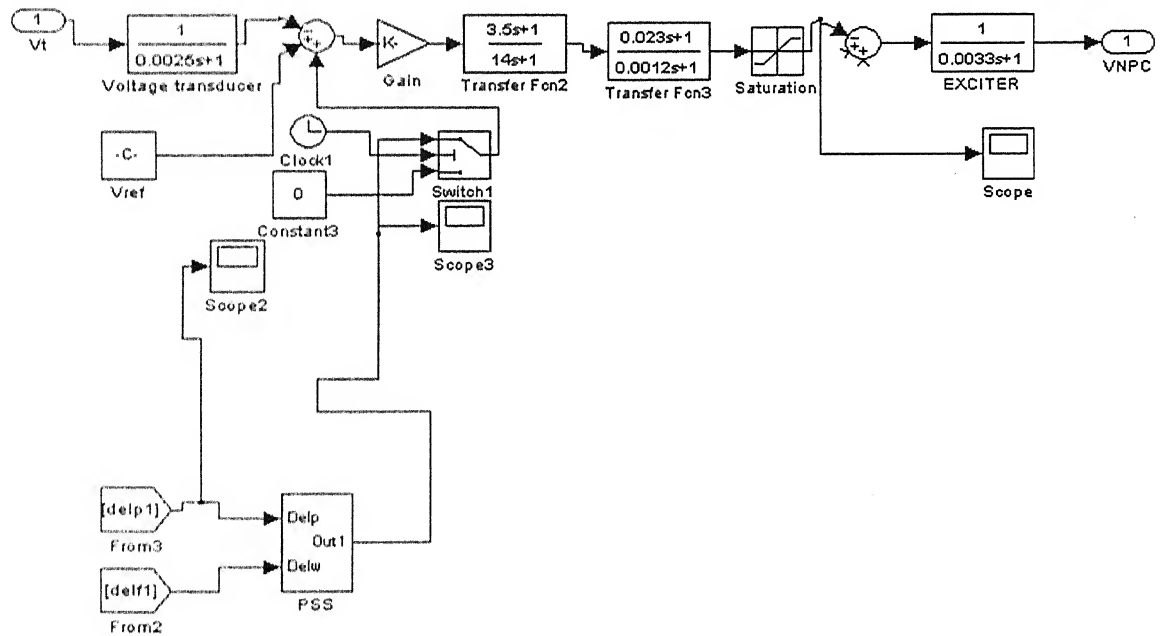 1
Vt
1
0.0026s+1
Voltage transducer
K-
Gain
3.5s+1
14s+1
Transfer Fcn2
0.023s+1
0.0012s+1
Transfer Fcn3
Saturation
1
0.0033s+1
EXCITER
1
VNPC
-C-
Vref
Clock1
0
Constant3
Switch1
Scope
Scope3
Scope2
[delp1]
From3
[delf1]
From2
Delp
Out1
Delw
PSS